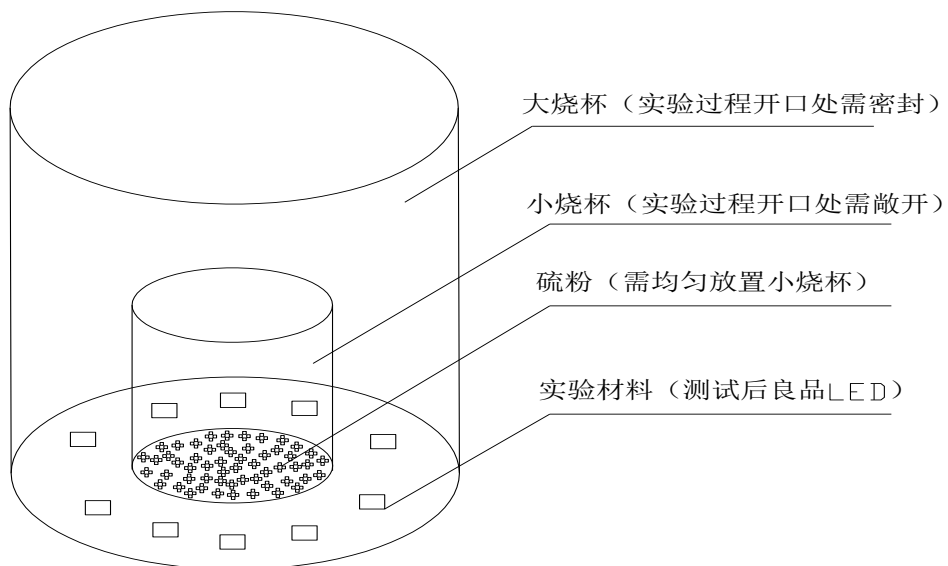 大烧杯（实验过程开口处需密封）
小烧杯（实验过程开口处需敞开）
硫粉（需均匀放置小烧杯）
实验材料（测试后良品LED）